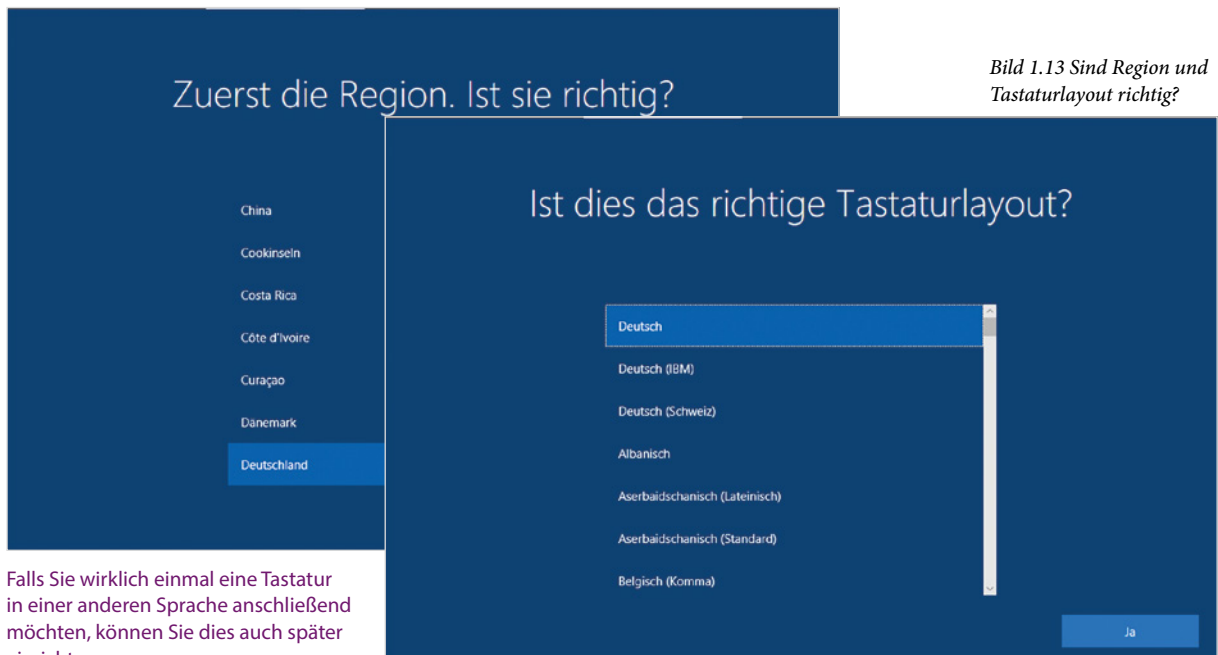 Zuerst die Region. Ist sie richtig?
China
Cookinseln
Costa Rica
Côte d'Ivoire
Curaçao
Dänemark
Deutschland
Bild 1.13 Sind Region und
Tastaturlayout richtig?
Ist dies das richtige Tastaturlayout?
Deutsch
Deutsch (IBM)
Deutsch (Schweiz)
Albanisch
Aserbaidschanisch (Lateinisch)
Aserbaidschanisch (Standard)
Belgisch (Komma)
Ja
Falls Sie wirklich einmal eine Tastatur
in einer anderen Sprache anschließend
möchten, können Sie dies auch später